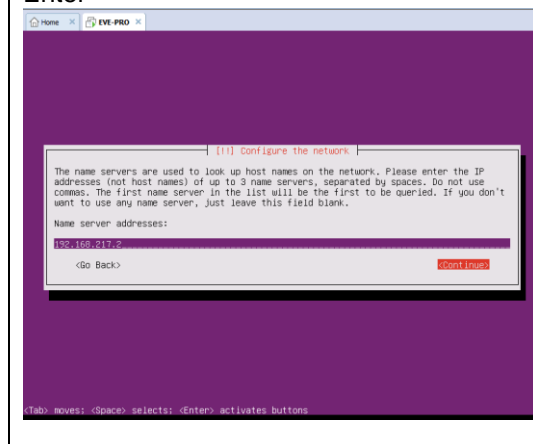 Enter
Home × EVE-PRO ×
[!!] Configure the network
The name servers are used to look up host names on the network. Please enter the IP
addresses (not host names) of up to 3 name servers, separated by spaces. Do not use
commas. The first name server in the list will be the first to be queried. If you don't
want to use any name server, just leave this field blank.
Name server addresses:
192.168.217.2
<Go Back> <Continue>
<Tab> moves; <Space> selects; <Enter> activates buttons